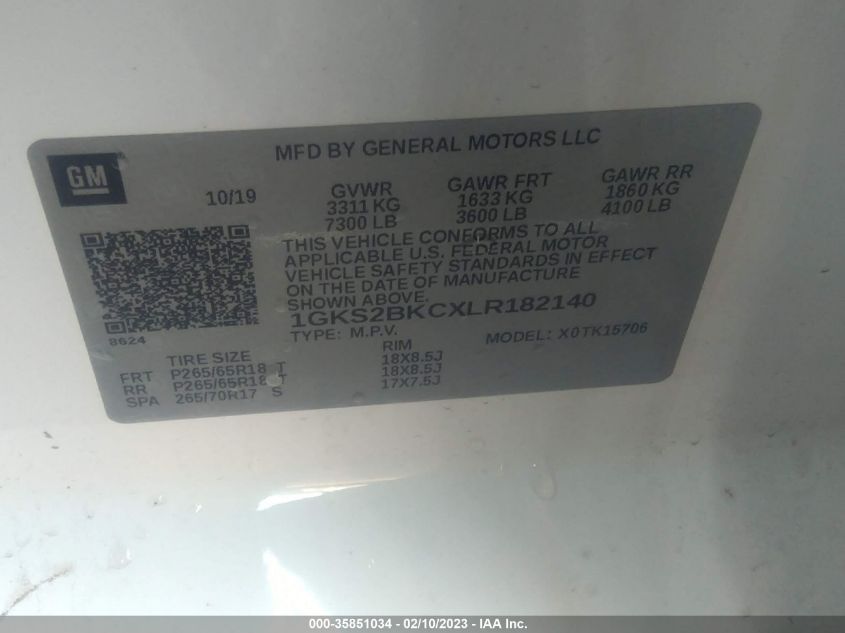 MFD BY GENERAL MOTORS LLC
GM
10/19
GVWR
3311 KG
7300 LB
GAWR FRT
1633 KG
3600 LB
GAWR RR
1860 KG
4100 LB
THIS VEHICLE CONFORMS TO ALL
APPLICABLE U.S. FEDERAL MOTOR
VEHICLE SAFETY STANDARDS IN EFFECT
ON THE DATE OF MANUFACTURE
SHOWN ABOVE.
1GKS2BKCXLR182140
TYPE: M.P.V.
MODEL: X0TK15706
8624
TIRE SIZE
RIM
FRT P265/65R18 T 18X8.5J
RR P265/65R18 T 18X8.5J
SPA 265/70R17 S 17X7.5J
000-35851034 - 02/10/2023 - IAA Inc.